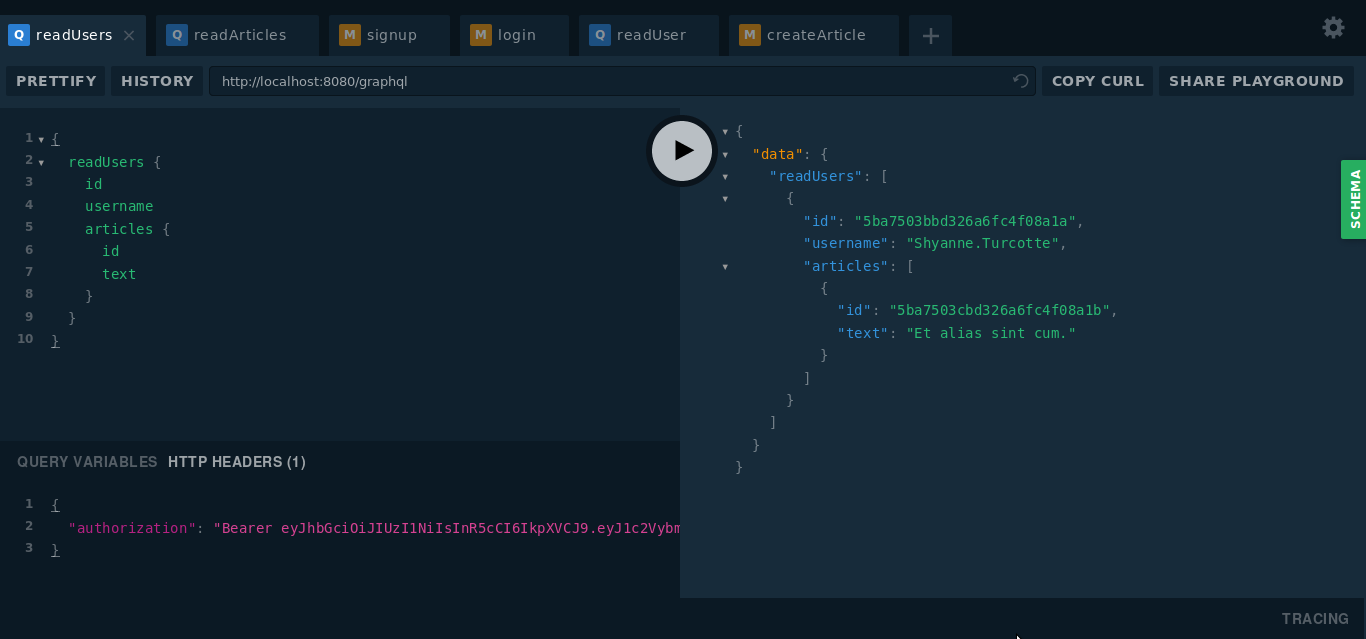 Q readUsers × Q readArticles M signup M login Q readUser M createArticle +
PRETTIFY HISTORY http://localhost:8080/graphql COPY CURL SHARE PLAYGROUND
1 {
2 readUsers {
3 id
4 username
5 articles {
6 id
7 text
8 }
9 }
10 }
{
"data": {
"readUsers": [
{
"id": "5ba7503bbd326a6fc4f08a1a",
"username": "Shyanne.Turcotte",
"articles": [
{
"id": "5ba7503cbd326a6fc4f08a1b",
"text": "Et alias sint cum."
}
]
}
]
}
}
SCHEMA
QUERY VARIABLES HTTP HEADERS (1)
1 {
2 "authorization": "Bearer eyJhbGciOiJIUzI1NiIsInR5cCI6IkpXVCJ9.eyJ1c2Vybm
3 }
TRACING